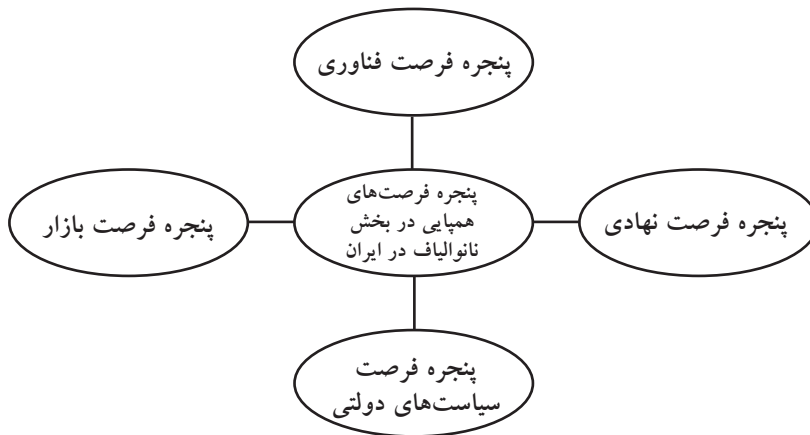 پنجره فرصت فناوری
پنجره فرصت‌های
همپایی در بخش
نانوالیاف در ایران
پنجره فرصت نهادی
پنجره فرصت بازار
پنجره فرصت
سیاست‌های دولتی